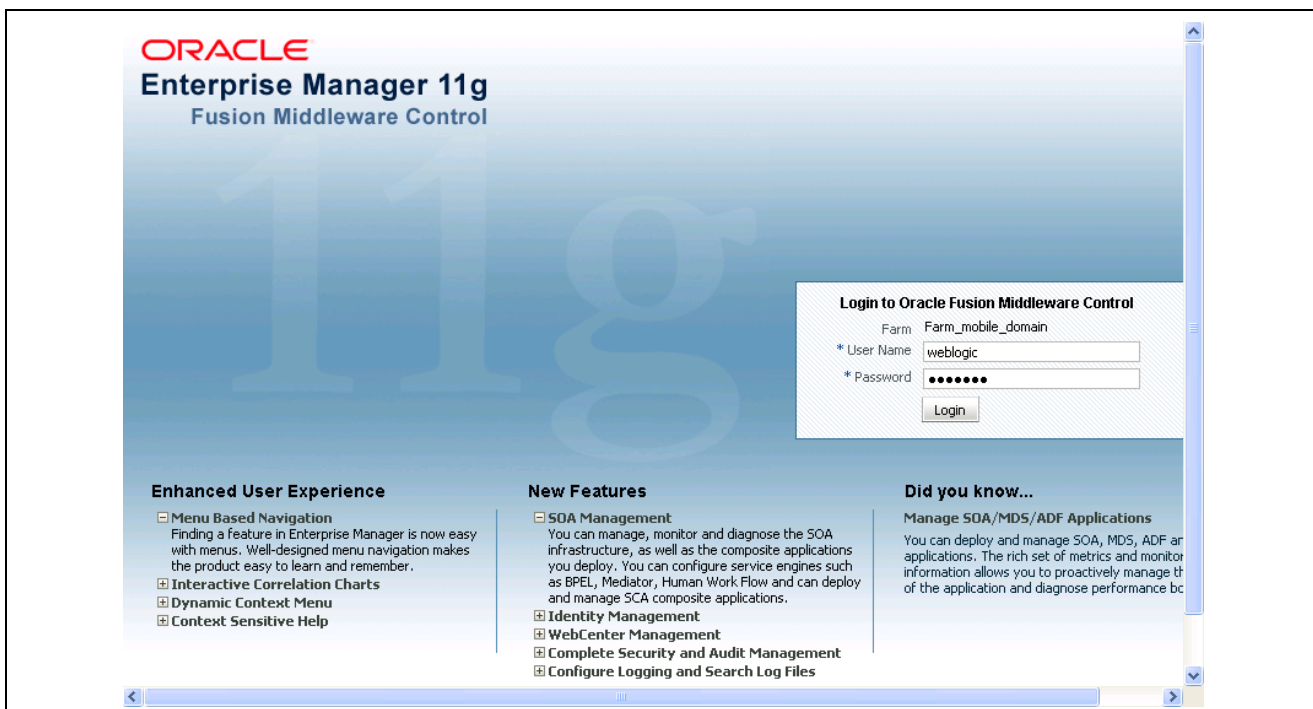 ORACLE
Enterprise Manager 11g
Fusion Middleware Control
11g
Login to Oracle Fusion Middleware Control
Farm Farm_mobile_domain
* User Name weblogic
* Password •••••••
Login
Enhanced User Experience
Menu Based Navigation
Finding a feature in Enterprise Manager is now easy
with menus. Well-designed menu navigation makes
the product easy to learn and remember.
Interactive Correlation Charts
Dynamic Context Menu
Context Sensitive Help
New Features
SOA Management
You can manage, monitor and diagnose the SOA
infrastructure, as well as the composite applications
you deploy. You can configure service engines such
as BPEL, Mediator, Human Work Flow and can deploy
and manage SCA composite applications.
Identity Management
WebCenter Management
Complete Security and Audit Management
Configure Logging and Search Log Files
Did you know...
Manage SOA/MDS/ADF Applications
You can deploy and manage SOA, MDS, ADF
applications. The rich set of metrics and monitor
information allows you to proactively manage
of the application and diagnose performance